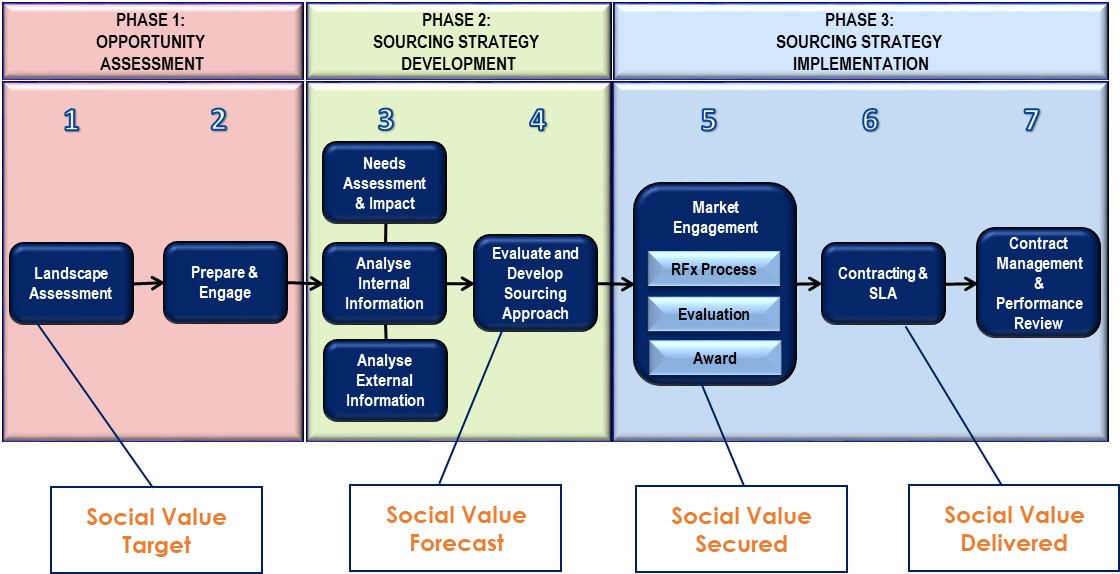 PHASE 1:
OPPORTUNITY
ASSESSMENT
PHASE 2:
SOURCING STRATEGY
DEVELOPMENT
PHASE 3:
SOURCING STRATEGY
IMPLEMENTATION
1
2
3
4
5
6
7
Landscape
Assessment
Prepare &
Engage
Needs
Assessment
& Impact
Analyse
Internal
Information
Analyse
External
Information
Evaluate and
Develop
Sourcing
Approach
Market
Engagement
RFx Process
Evaluation
Award
Contracting &
SLA
Contract
Management
&
Performance
Review
Social Value
Target
Social Value
Forecast
Social Value
Secured
Social Value
Delivered